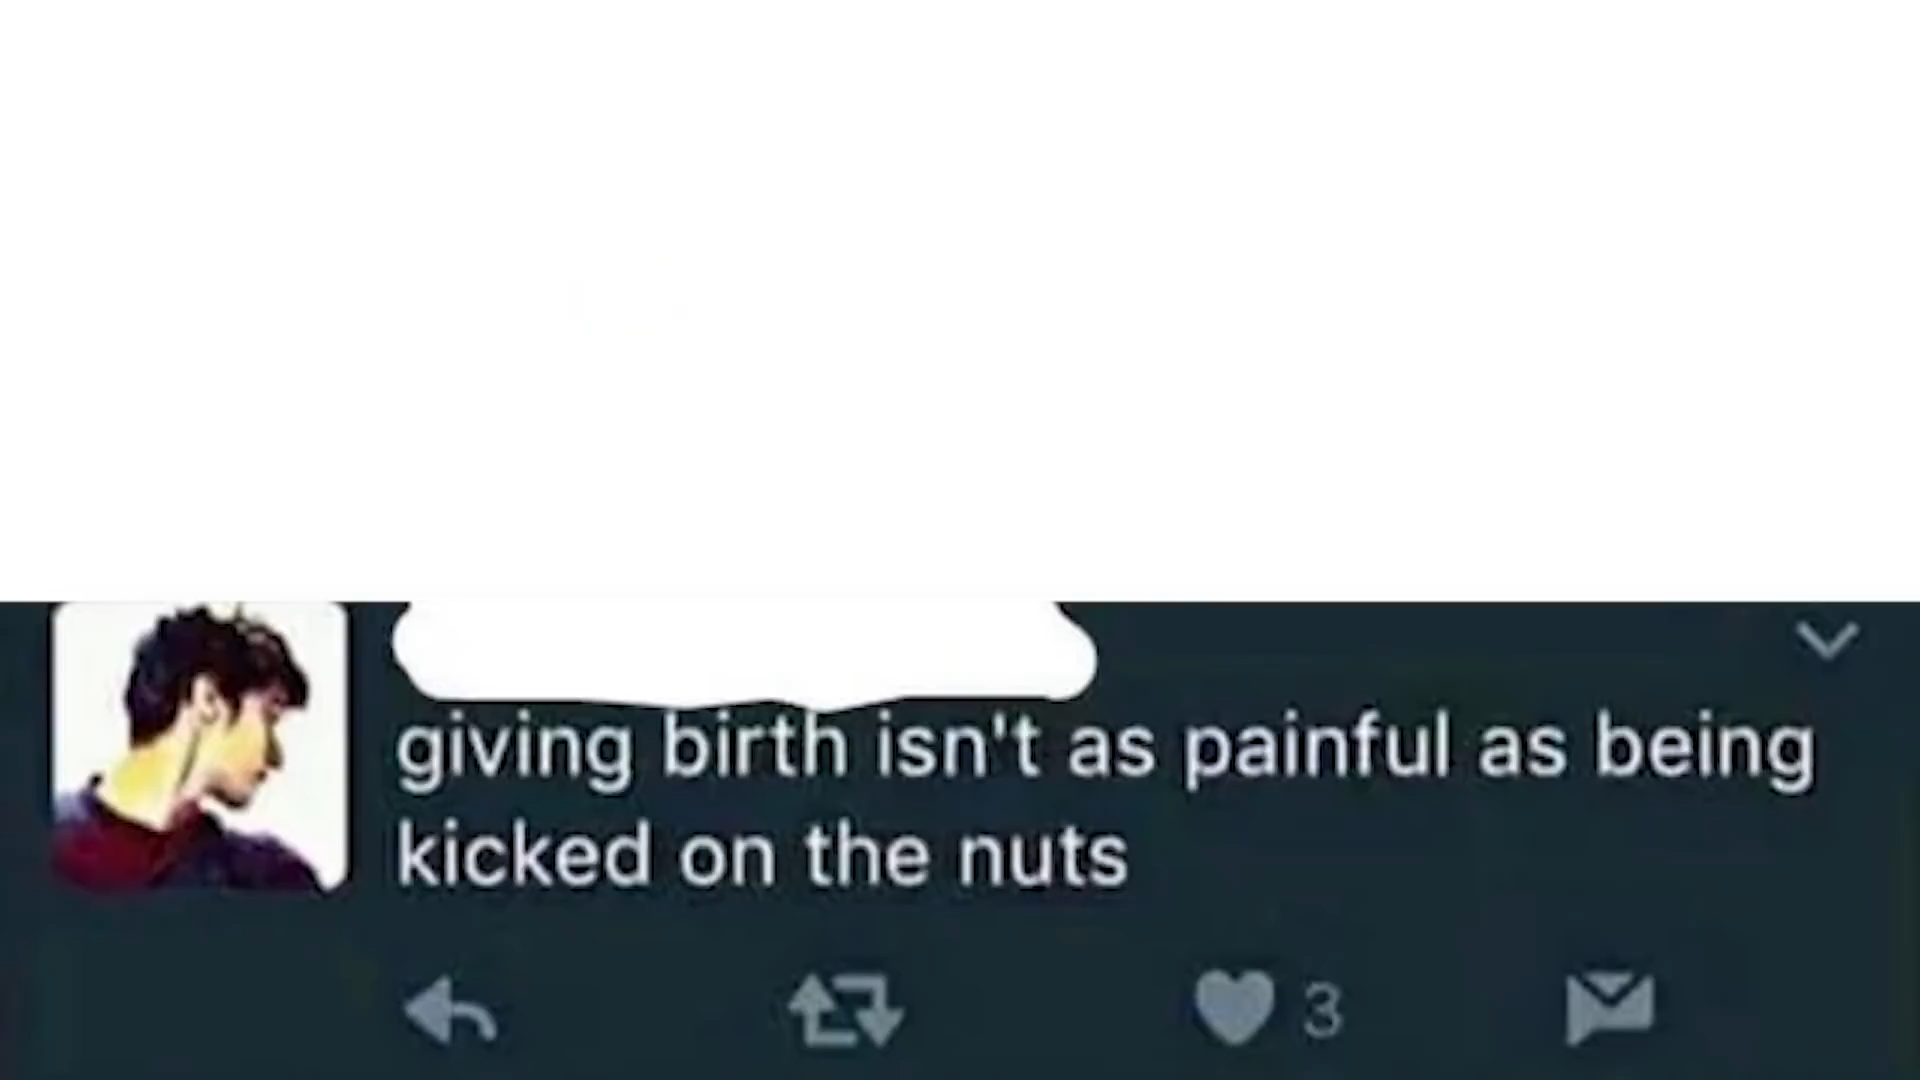 giving birth isn't as painful as being
kicked on the nuts
3